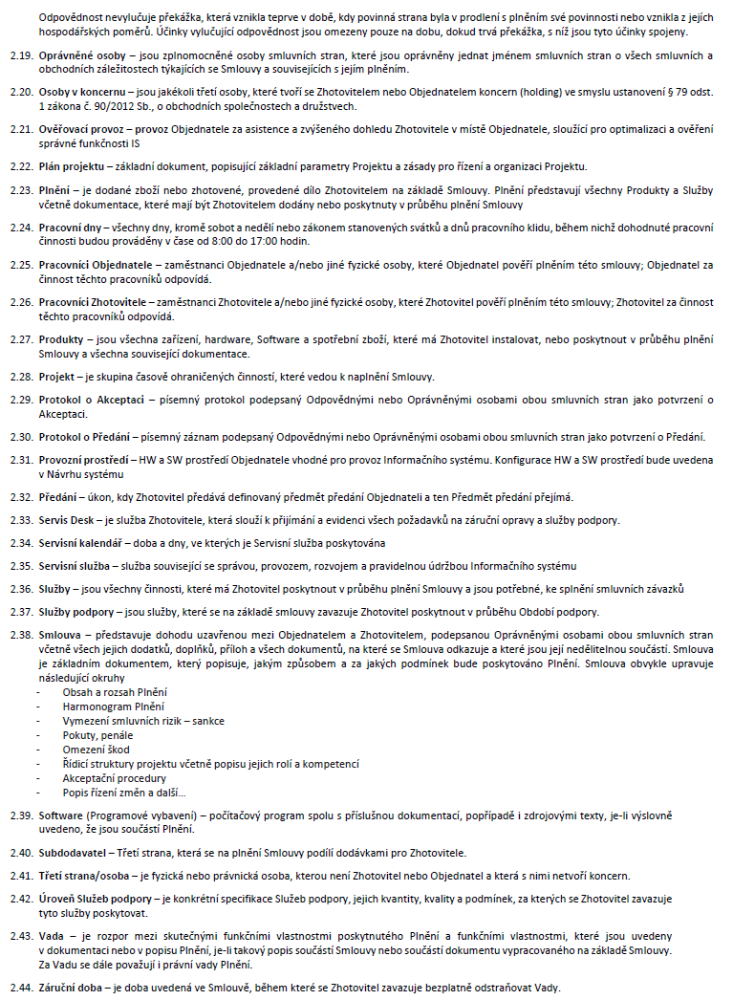 Odpovědnost nevylučuje překážka, která vznikla teprve v době, kdy povinná strana byla v prodlení s plněním své povinnosti nebo vznikla z jejích
hospodářských poměrů. Účinky vylučující odpovědnost jsou omezeny pouze na dobu, dokud trvá překážka, s níž jsou tyto účinky spojeny.
2.19. Oprávněné osoby – jsou zplnomocněné osoby smluvních stran, které jsou oprávněny jednat jménem smluvních stran o všech smluvních a
obchodních záležitostech týkajících se Smlouvy a souvisejících s jejím plněním.
2.20. Osoby v koncernu – jsou jakékoli třetí osoby, které tvoří se Zhotovitelem nebo Objednatelem koncern (holding) ve smyslu ustanovení § 79 odst.
1 zákona č. 90/2012 Sb., o obchodních společnostech a družstvech.
2.21. Ověřovací provoz – provoz Objednatele za asistence a zvýšeného dohledu Zhotovitele v místě Objednatele, sloužící pro optimalizaci a ověření
správné funkčnosti IS
2.22. Plán projektu – základní dokument, popisující základní parametry Projektu a zásady pro řízení a organizaci Projektu.
2.23. Plnění – je dodané zboží nebo zhotovené, provedené dílo Zhotovitelem na základě Smlouvy. Plnění představují všechny Produkty a Služby
včetně dokumentace, které mají být Zhotovitelem dodány nebo poskytnuty v průběhu plnění Smlouvy
2.24. Pracovní dny – všechny dny, kromě sobot a nedělí nebo zákonem stanovených svátků a dnů pracovního klidu, během nichž dohodnuté pracovní
činnosti budou prováděny v čase od 8:00 do 17:00 hodin.
2.25. Pracovníci Objednatele – zaměstnanci Objednatele a/nebo jiné fyzické osoby, které Objednatel pověří plněním této smlouvy; Objednatel za
činnost těchto pracovníků odpovídá.
2.26. Pracovníci Zhotovitele – zaměstnanci Zhotovitele a/nebo jiné fyzické osoby, které Zhotovitel pověří plněním této smlouvy; Zhotovitel za činnost
těchto pracovníků odpovídá.
2.27. Produkty – jsou všechna zařízení, hardware, Software a spotřební zboží, které má Zhotovitel instalovat, nebo poskytnout v průběhu plnění
Smlouvy a všechna související dokumentace.
2.28. Projekt – je skupina časově ohraničených činností, které vedou k naplnění Smlouvy.
2.29. Protokol o Akceptaci – písemný protokol podepsaný Odpovědnými nebo Oprávněnými osobami obou smluvních stran jako potvrzení o
Akceptaci.
2.30. Protokol o Předání – písemný záznam podepsaný Odpovědnými nebo Oprávněnými osobami obou smluvních stran jako potvrzení o Předání.
2.31. Provozní prostředí – HW a SW prostředí Objednatele vhodné pro provoz Informačního systému. Konfigurace HW a SW prostředí bude uvedena
v Návrhu systému
2.32. Předání – úkon, kdy Zhotovitel předává definovaný předmět předání Objednateli a ten Předmět předání přejímá.
2.33. Servis Desk – je služba Zhotovitele, která slouží k přijímání a evidenci všech požadavků na záruční opravy a služby podpory.
2.34. Servisní kalendář – doba a dny, ve kterých je Servisní služba poskytována
2.35. Servisní služba – služba související se správou, provozem, rozvojem a pravidelnou údržbou Informačního systému
2.36. Služby – jsou všechny činnosti, které má Zhotovitel poskytnout v průběhu plnění Smlouvy a jsou potřebné, ke splnění smluvních závazků
2.37. Služby podpory – jsou služby, které se na základě smlouvy zavazuje Zhotovitel poskytnout v průběhu Období podpory.
2.38. Smlouva – představuje dohodu uzavřenou mezi Objednatelem a Zhotovitelem, podepsanou Oprávněnými osobami obou smluvních stran
včetně všech jejich dodatků, doplňků, příloh a všech dokumentů, na které se Smlouva odkazuje a které jsou její nedělitelnou součástí. Smlouva
je základním dokumentem, který popisuje, jakým způsobem a za jakých podmínek bude poskytováno Plnění. Smlouva obvykle upravuje
následující okruhy
- Obsah a rozsah Plnění
- Harmonogram Plnění
- Vymezení smluvních rizik – sankce
- Pokuty, penále
- Omezení škod
- Řídicí struktury projektu včetně popisu jejich rolí a kompetencí
- Akceptační procedury
- Popis řízení změn a další...
2.39. Software (Programové vybavení) – počítačový program spolu s příslušnou dokumentací, popřípadě i zdrojovými texty, je-li výslovně
uvedeno, že jsou součástí Plnění.
2.40. Subdodavatel – Třetí strana, která se na plnění Smlouvy podílí dodávkami pro Zhotovitele.
2.41. Třetí strana/osoba – je fyzická nebo právnická osoba, kterou není Zhotovitel nebo Objednatel a která s nimi netvoří koncern.
2.42. Úroveň Služeb podpory – je konkrétní specifikace Služeb podpory, jejich kvantity, kvality a podmínek, za kterých se Zhotovitel zavazuje
tyto služby poskytovat.
2.43. Vada – je rozpor mezi skutečnými funkčními vlastnostmi poskytnutého Plnění a funkčními vlastnostmi, které jsou uvedeny
v dokumentaci nebo v popisu Plnění, je-li takový popis součástí Smlouvy nebo součástí dokumentu vypracovaného na základě Smlouvy.
Za Vadu se dále považují i právní vady Plnění.
2.44. Záruční doba – je doba uvedená ve Smlouvě, během které se Zhotovitel zavazuje bezplatně odstraňovat Vady.